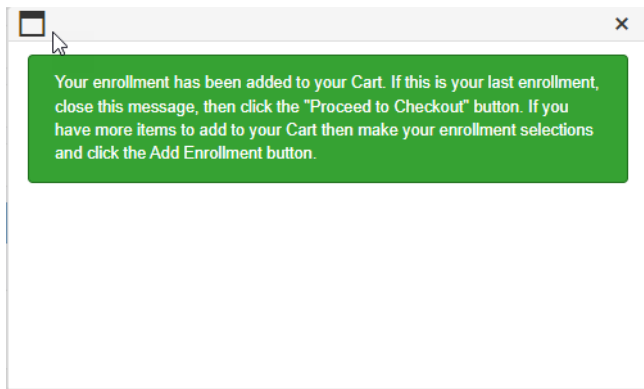 Your enrollment has been added to your Cart. If this is your last enrollment,
close this message, then click the "Proceed to Checkout" button. If you
have more items to add to your Cart then make your enrollment selections
and click the Add Enrollment button.